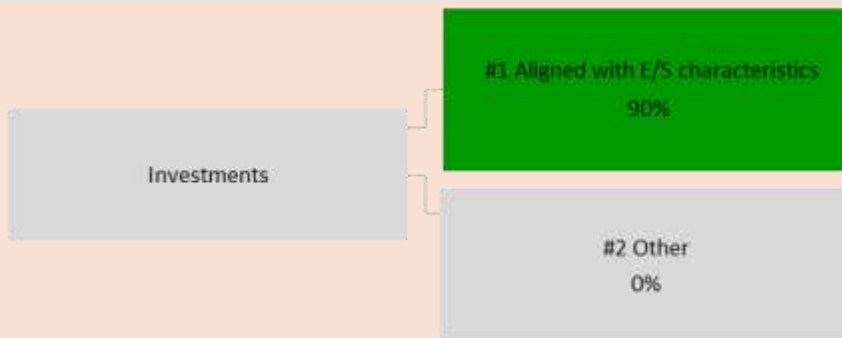 #1 Aligned with E/S characteristics
90%
Investments
#2 Other
0%